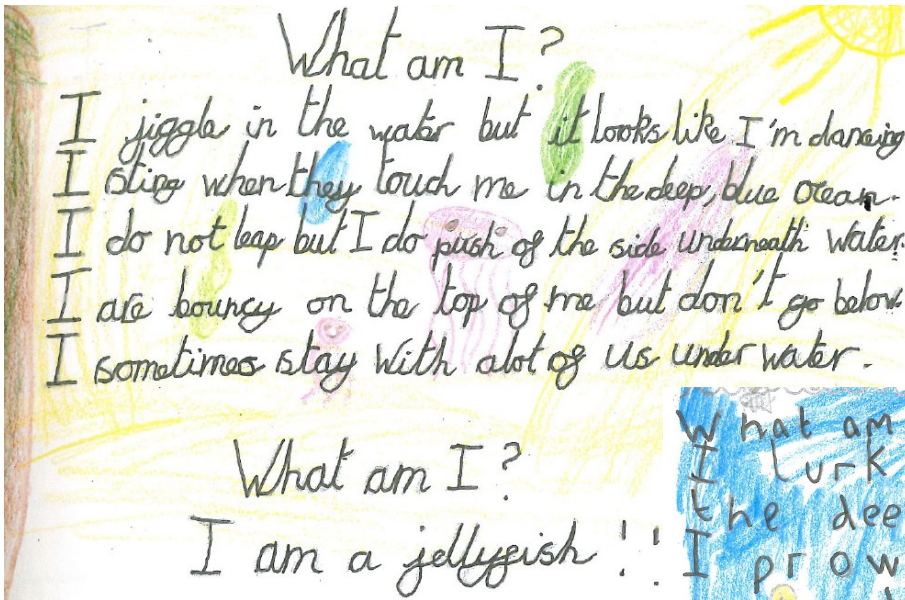 What am I?
I jiggle in the water but it looks like I'm dancing
I sting when they touch me in the deep, blue ocean.
I do not leap but I do push of the side underneath water.
I are bouncy on the top of me but don't go below.
I sometimes stay with alot of us under water.
What am I?
I am a jellyfish!!
What am
I lurk
the dee
I prow